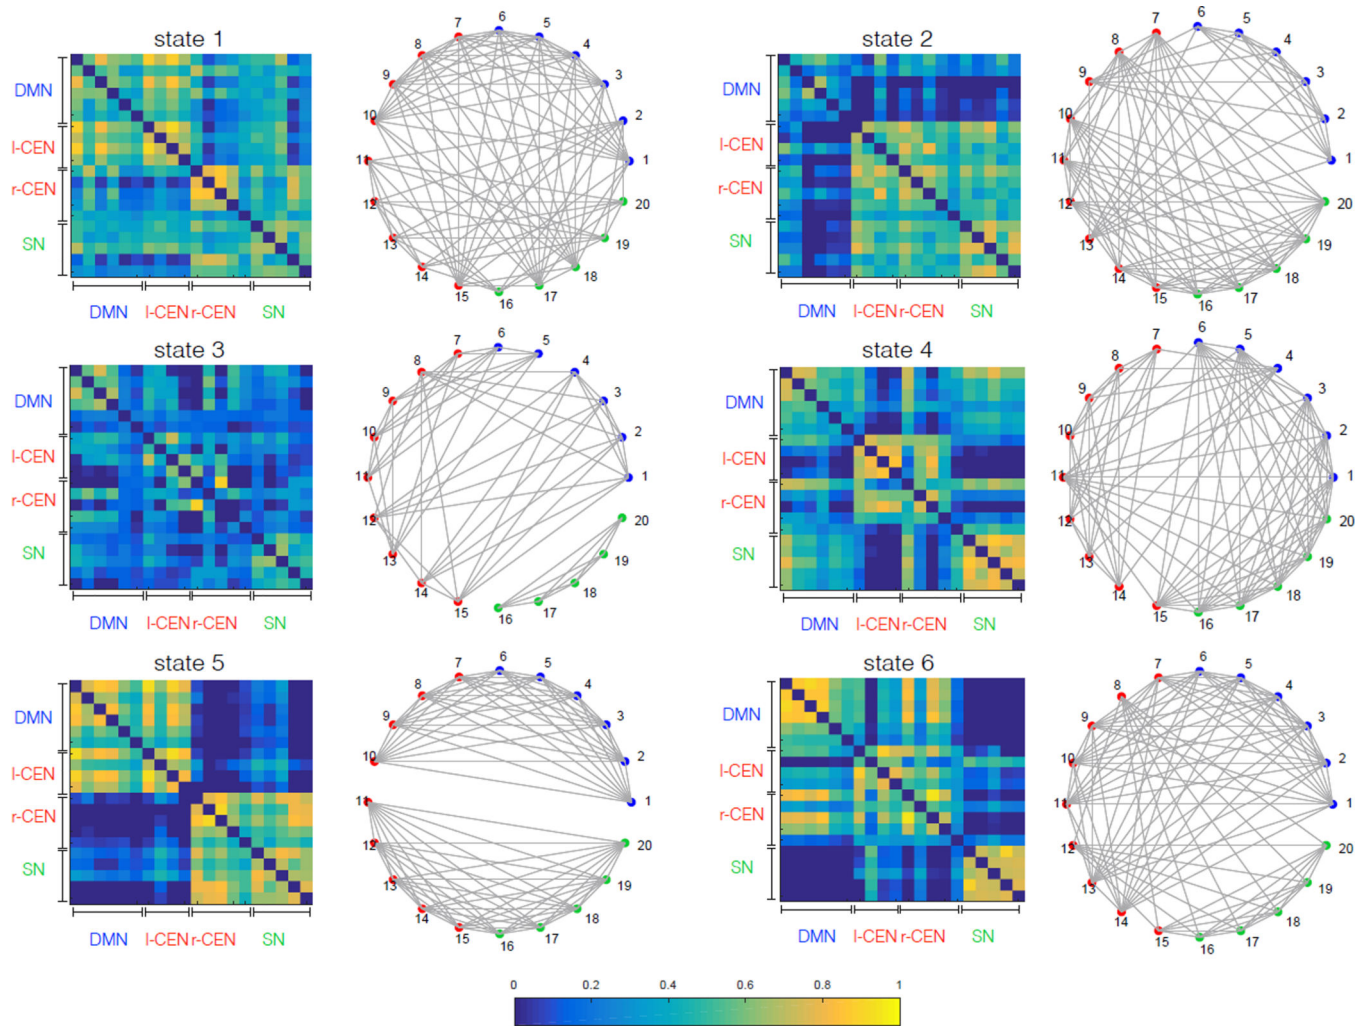 state 1
DMN
l-CEN
r-CEN
SN
DMN l-CEN r-CEN SN
6
7 5
8 4
9 3
10 2
11 1
12 20
13 19
14 18
15 16 17
state 2
DMN
l-CEN
r-CEN
SN
DMN l-CEN r-CEN SN
6
7 5
8 4
9 3
10 2
11 1
12 20
13 19
14 18
15 16 17
state 3
DMN
l-CEN
r-CEN
SN
DMN l-CEN r-CEN SN
6
7 5
8 4
9 3
10 2
11 1
12 20
13 19
14 18
15 16 17
state 4
DMN
l-CEN
r-CEN
SN
DMN l-CEN r-CEN SN
6
7 5
8 4
9 3
10 2
11 1
12 20
13 19
14 18
15 16 17
state 5
DMN
l-CEN
r-CEN
SN
DMN l-CEN r-CEN SN
6
7 5
8 4
9 3
10 2
11 1
12 20
13 19
14 18
15 16 17
state 6
DMN
l-CEN
r-CEN
SN
DMN l-CEN r-CEN SN
6
7 5
8 4
9 3
10 2
11 1
12 20
13 19
14 18
15 16 17
0 0.2 0.4 0.6 0.8 1